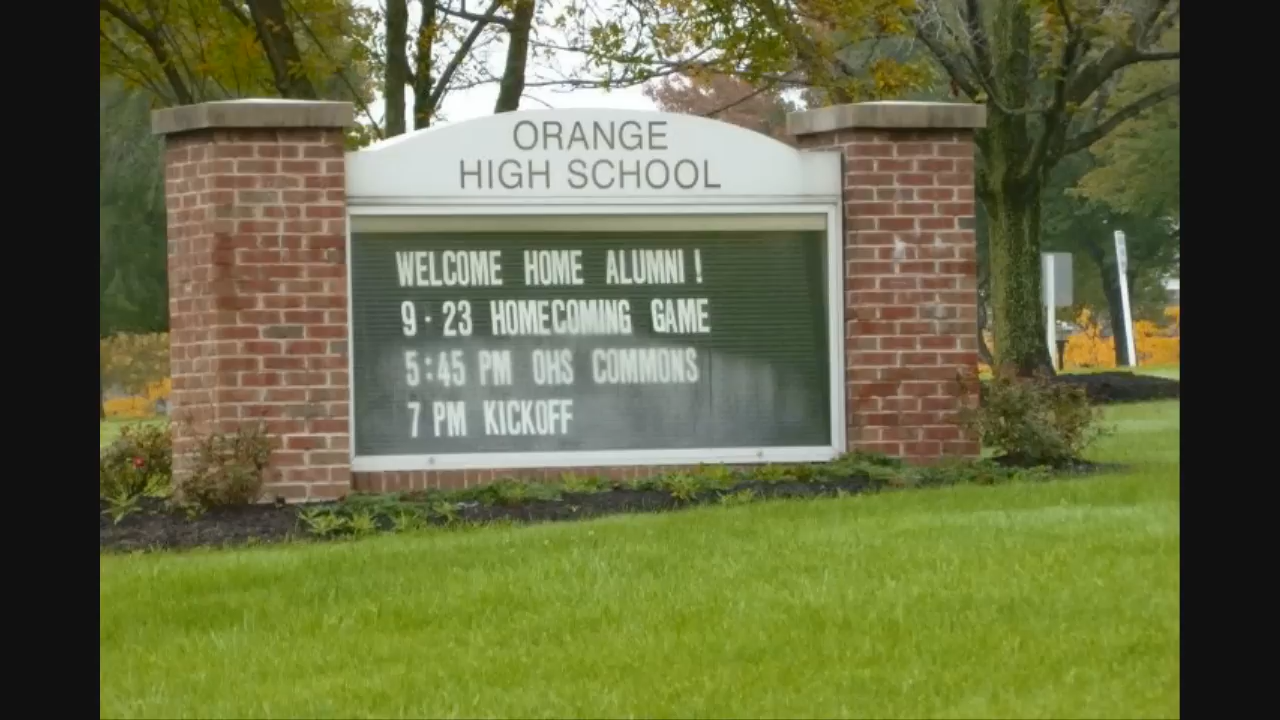 ORANGE
HIGH SCHOOL
WELCOME HOME ALUMNI !
9 · 23 HOMECOMING GAME
5:45 PM OHS COMMONS
7 PM KICKOFF